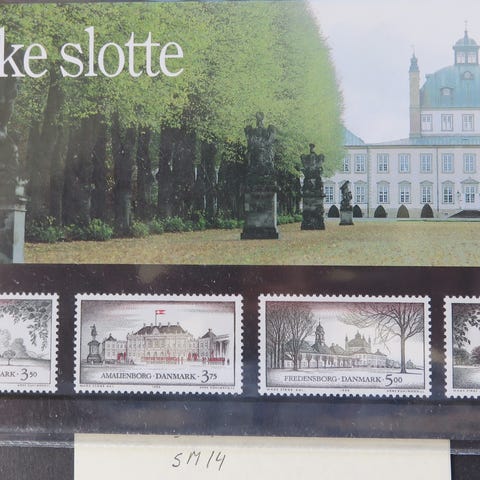 ke slotte
MARK 3.50
AMALIENBORG · DANMARK 3.75
FREDENSBORG · DANMARK 5.00
SM14